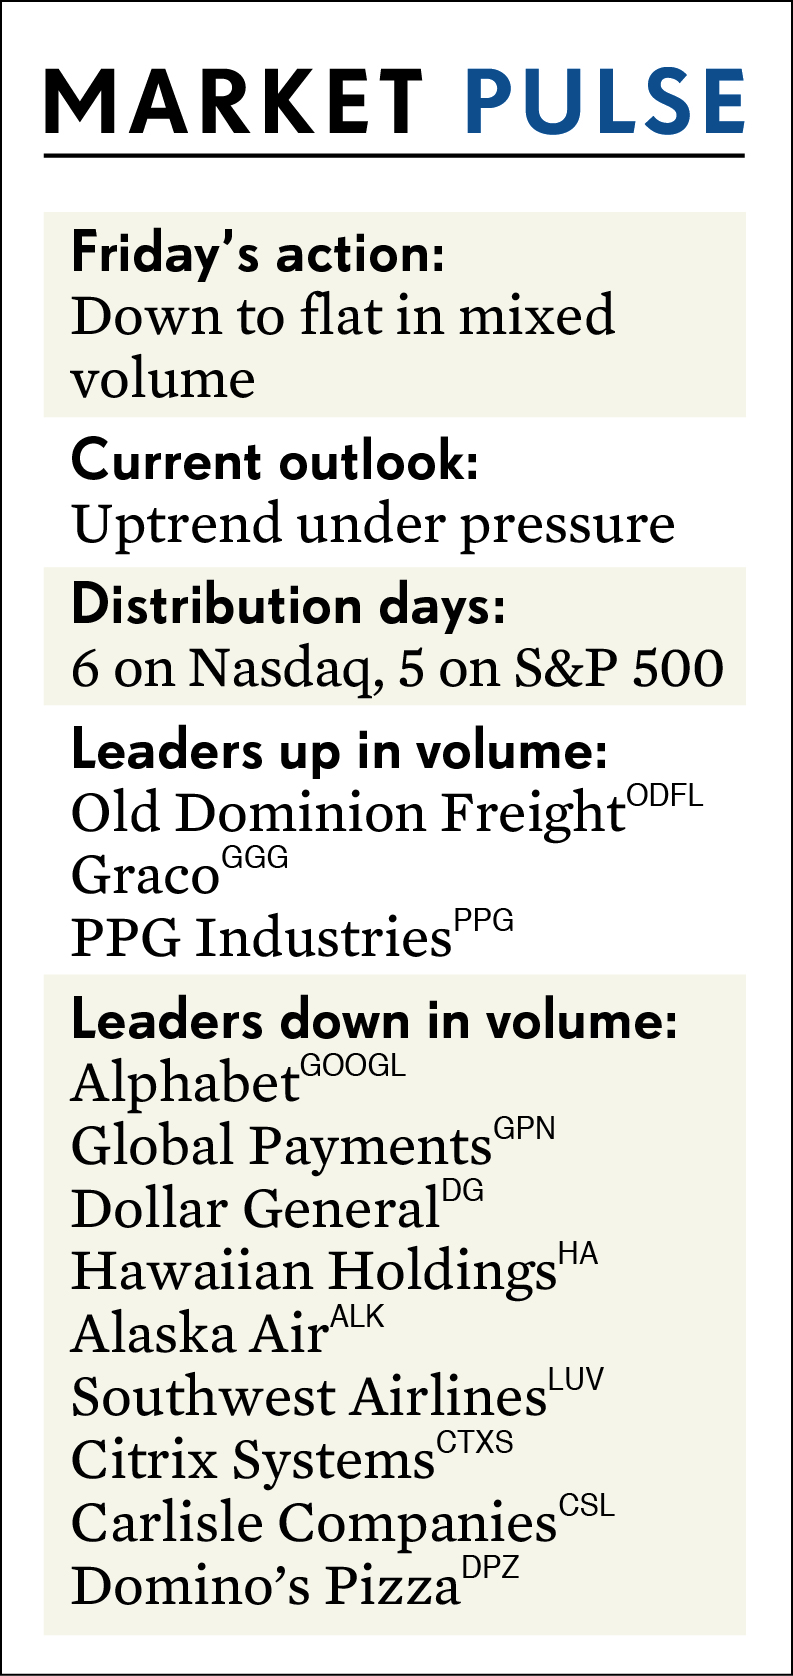 MARKET PULSE
Friday’s action:
Down to flat in mixed
volume
Current outlook:
Uptrend under pressure
Distribution days:
6 on Nasdaq, 5 on S&P 500
Leaders up in volume:
Old Dominion Freight ODFL
Graco GGG
PPG Industries PPG
Leaders down in volume:
Alphabet GOOGL
Global Payments GPN
Dollar General DG
Hawaiian Holdings HA
Alaska Air ALK
Southwest Airlines LUV
Citrix Systems CTXS
Carlisle Companies CSL
Domino’s Pizza DPZ